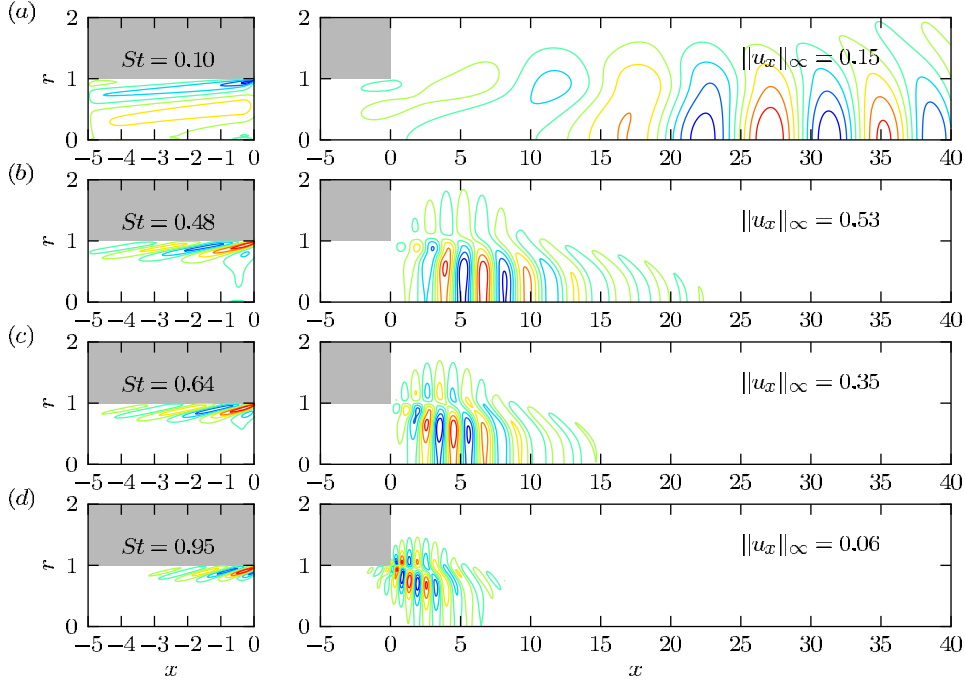 (a)
2
1
0
r
St = 0.10
−5 −4 −3 −2 −1 0
2
1
0
‖u_x‖_∞ = 0.15
−5 0 5 10 15 20 25 30 35 40
(b)
2
1
0
r
St = 0.48
−5 −4 −3 −2 −1 0
2
1
0
‖u_x‖_∞ = 0.53
−5 0 5 10 15 20 25 30 35 40
(c)
2
1
0
r
St = 0.64
−5 −4 −3 −2 −1 0
2
1
0
‖u_x‖_∞ = 0.35
−5 0 5 10 15 20 25 30 35 40
(d)
2
1
0
r
St = 0.95
−5 −4 −3 −2 −1 0
x
2
1
0
‖u_x‖_∞ = 0.06
−5 0 5 10 15 20 25 30 35 40
x